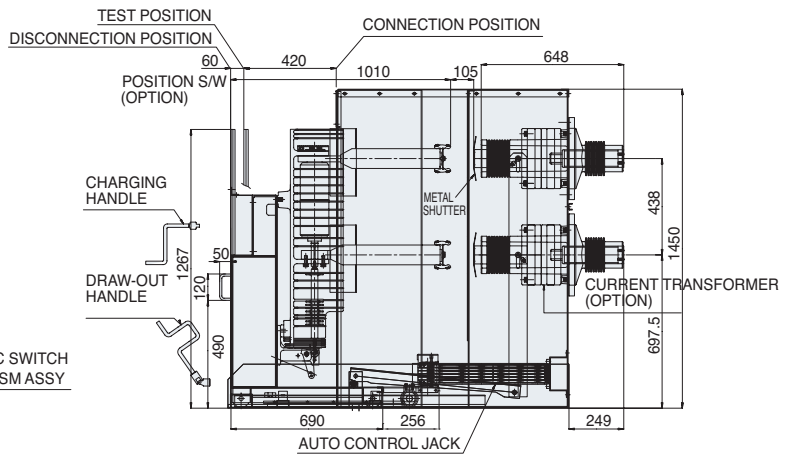 TEST POSITION
DISCONNECTION POSITION
CONNECTION POSITION
60
420
648
1010
105
POSITION S/W
(OPTION)
CHARGING
HANDLE
METAL
SHUTTER
438
1450
1267
50
120
DRAW-OUT
HANDLE
CURRENT TRANSFORMER
(OPTION)
490
697.5
C SWITCH
SM ASSY
690
256
249
AUTO CONTROL JACK